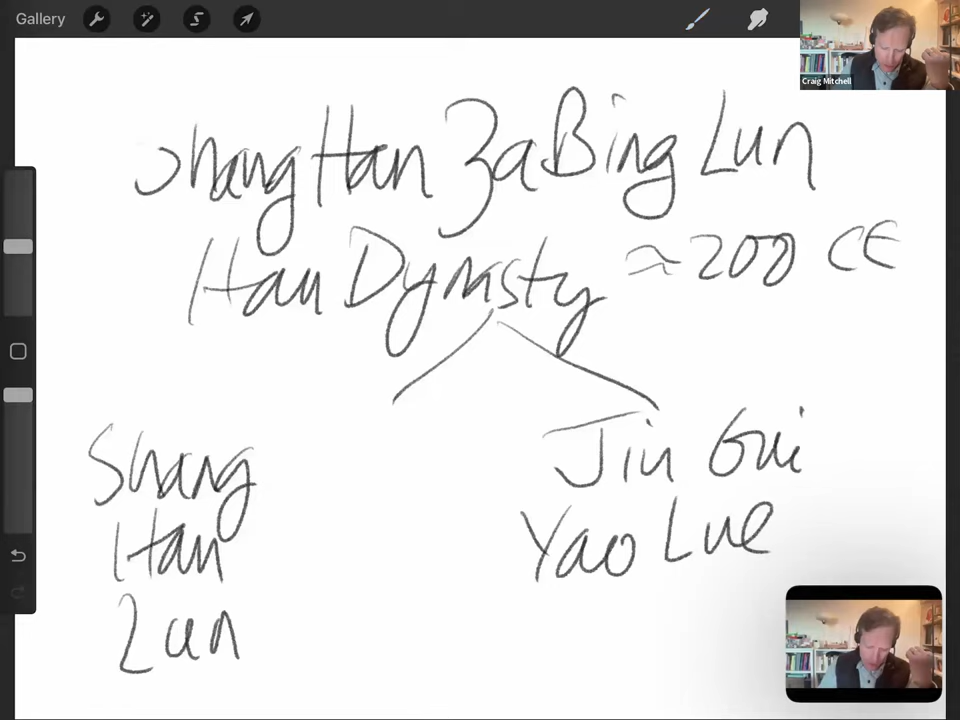 Gallery
Craig Mitchell
Shang Han Za Bing Lun
Han Dynasty ≈ 200 CE
Shang
Han
Lun
Jin Gui
Yao Lue